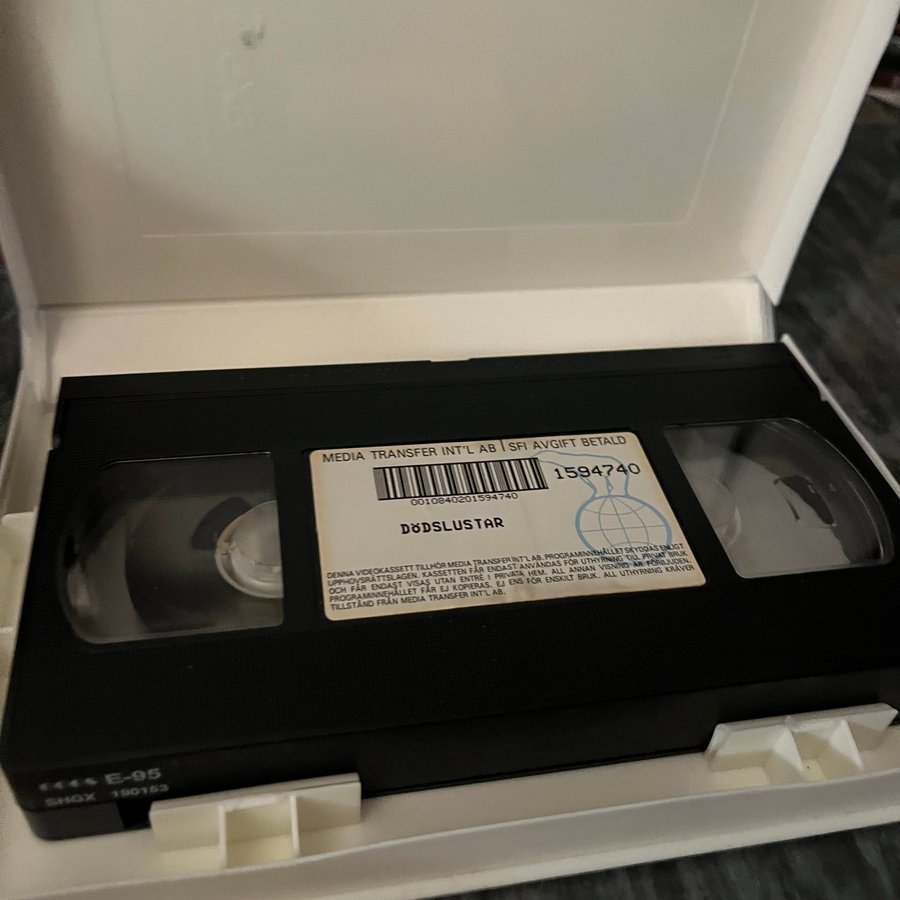 MEDIA TRANSFER INT'L AB | SFI AVGIFT BETALD
1594740
0010840201594740
DöDSLUSTAR
DENNA VIDEOKASSETT TILLHÖR MEDIA TRANSFER INT'L AB. PROGRAMINNEHÅLLET SKYDDAS ENLIGT
UPPHOVSRÄTTSLAGEN. KASSETTEN FÅR ENDAST ANVÄNDAS FÖR UTHYRNING TILL PRIVAT BRUK
OCH FÅR ENDAST VISAS UTAN ENTRÉ I PRIVATA HEM. ALL ANNAN VISNING ÄR FÖRBJUDEN.
PROGRAMINNEHÅLLET FÅR EJ KOPIERAS. EJ ENS FÖR ENSKILT BRUK. ALL UTHYRNING KRÄVER
TILLSTÅND FRÅN MEDIA TRANSFER INT'L AB.
E-95
SHGX 190153